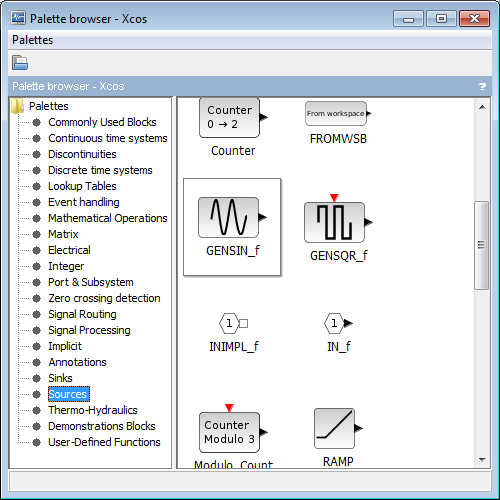 Palette browser - Xcos
Palettes
Palette browser - Xcos ?
Palettes
Commonly Used Blocks
Continuous time systems
Discontinuities
Discrete time systems
Lookup Tables
Event handling
Mathematical Operations
Matrix
Electrical
Integer
Port & Subsystem
Zero crossing detection
Signal Routing
Signal Processing
Implicit
Annotations
Sinks
Sources
Thermo-Hydraulics
Demonstrations Blocks
User-Defined Functions
Counter
0 → 2
Counter
From workspace
FROMWSB
GENSIN_f
GENSQR_f
1
INIMPL_f
1
IN_f
Counter
Modulo 3
Modulo_Count
RAMP